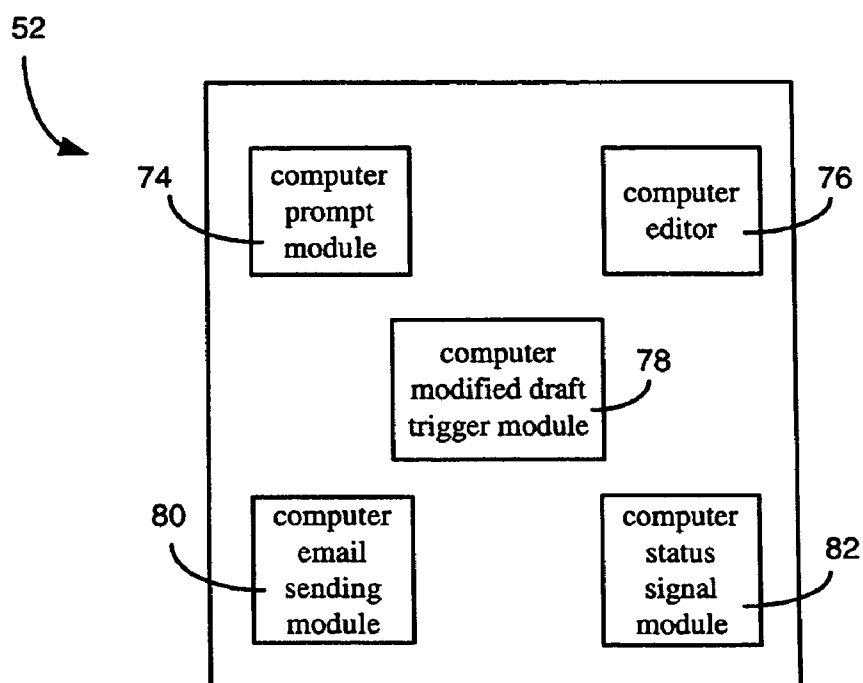 52
74
computer
prompt
module
computer
editor
76
computer
modified draft
trigger module
78
80
computer
email
sending
module
computer
status
signal
module
82